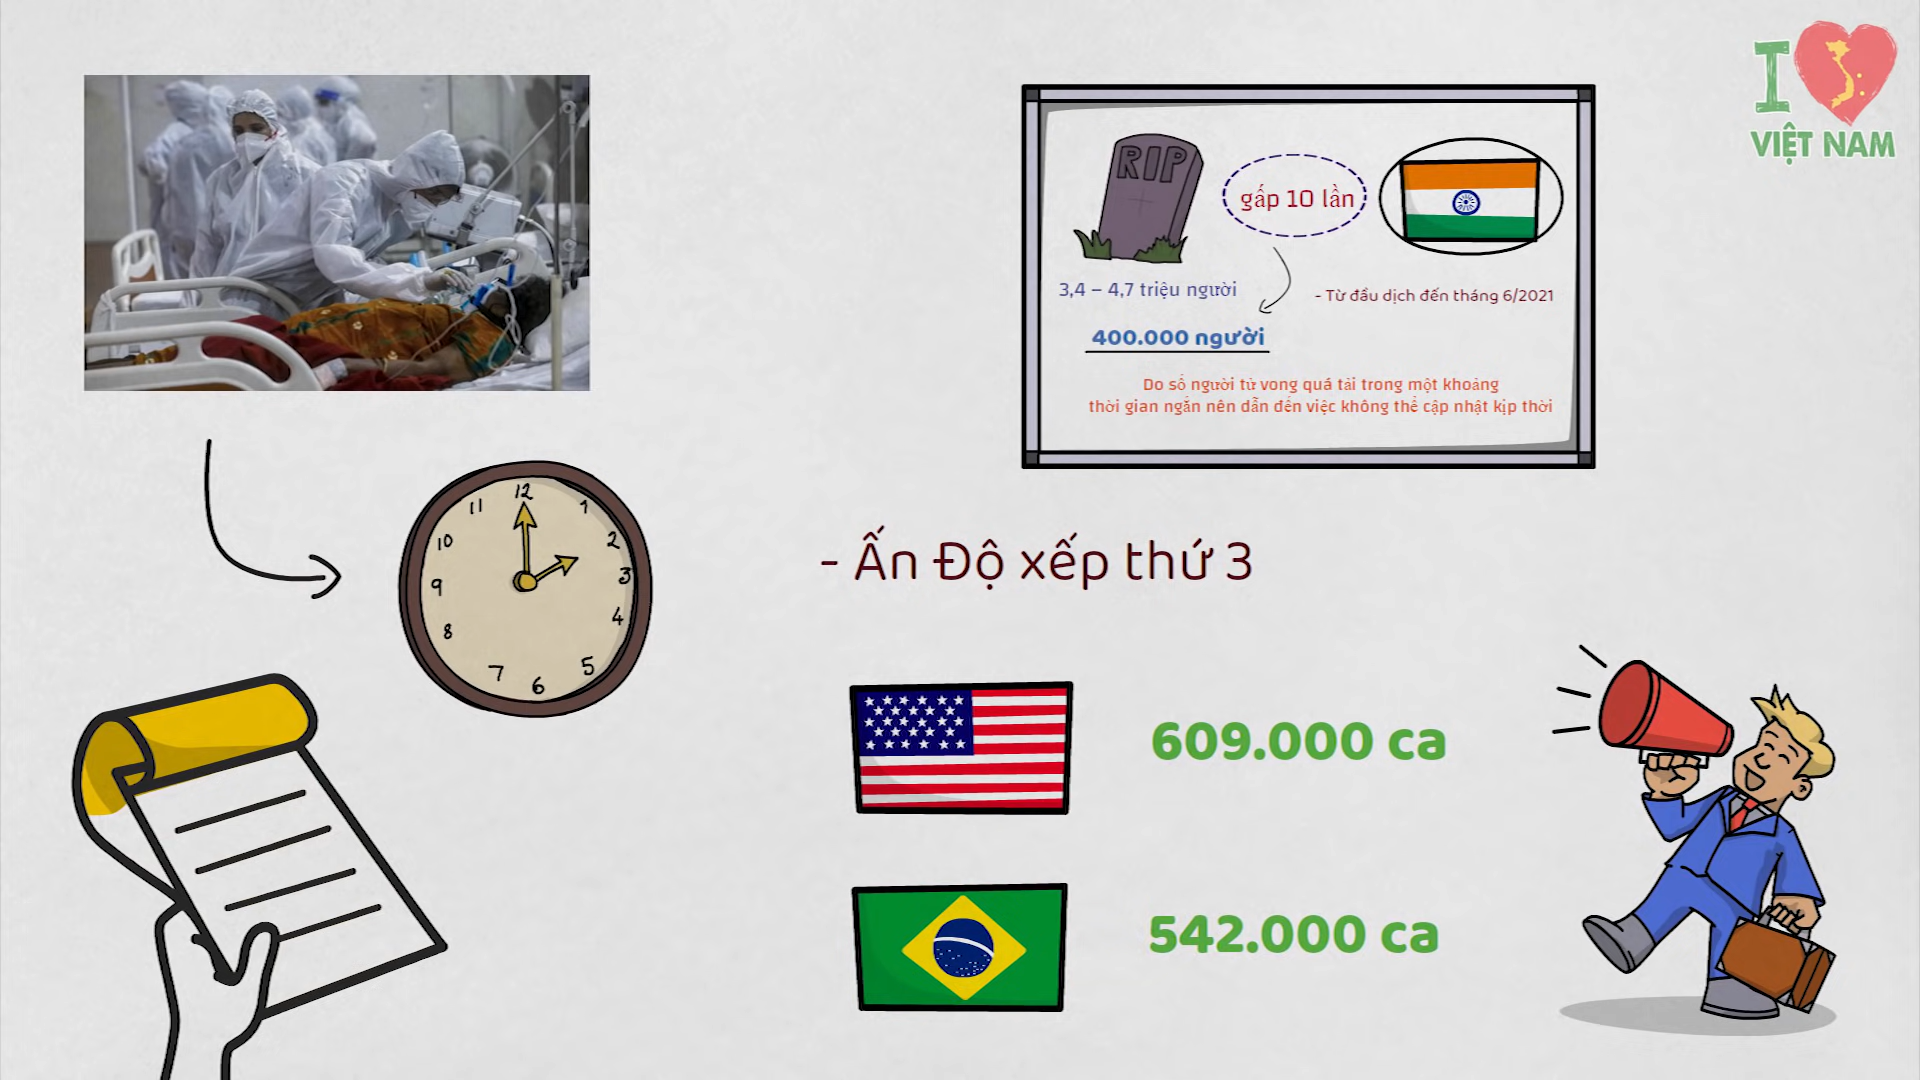 I
VIỆT NAM
RIP
gấp 10 lần
3,4 – 4,7 triệu người
- Từ đầu dịch đến tháng 6/2021
400.000 người
Do số người tử vong quá tải trong một khoảng
thời gian ngắn nên dẫn đến việc không thể cập nhật kịp thời
12
1
2
3
4
5
6
7
8
9
10
11
- Ấn Độ xếp thứ 3
609.000 ca
542.000 ca